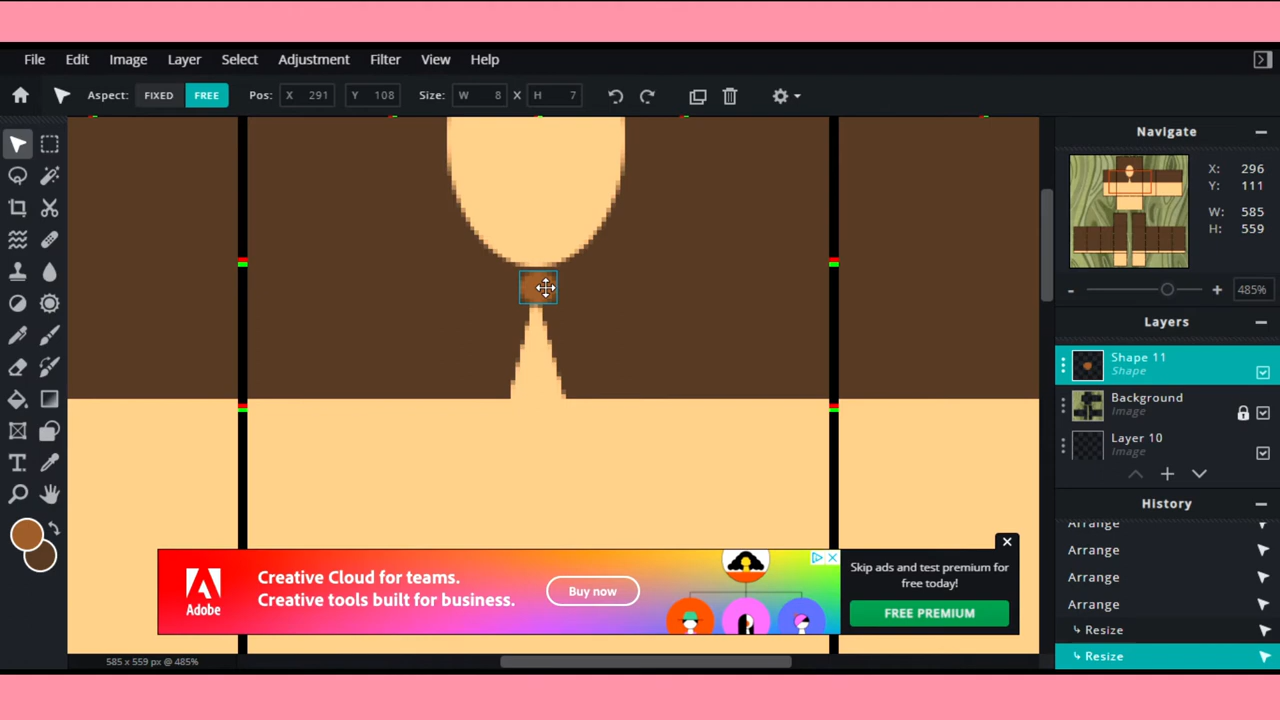 File Edit Image Layer Select Adjustment Filter View Help
Aspect: FIXED FREE Pos: X 291 Y 108 Size: W 8 X H 7
Navigate
X: 296
Y: 111
W: 585
H: 559
- + 485%
Layers
Shape 11
Shape
Background
Image
Layer 10
Image
History
Arrange
Arrange
Arrange
Arrange
Resize
Resize
Adobe
Creative Cloud for teams.
Creative tools built for business.
Buy now
Skip ads and test premium for
free today!
FREE PREMIUM
585 x 559 px @ 485%